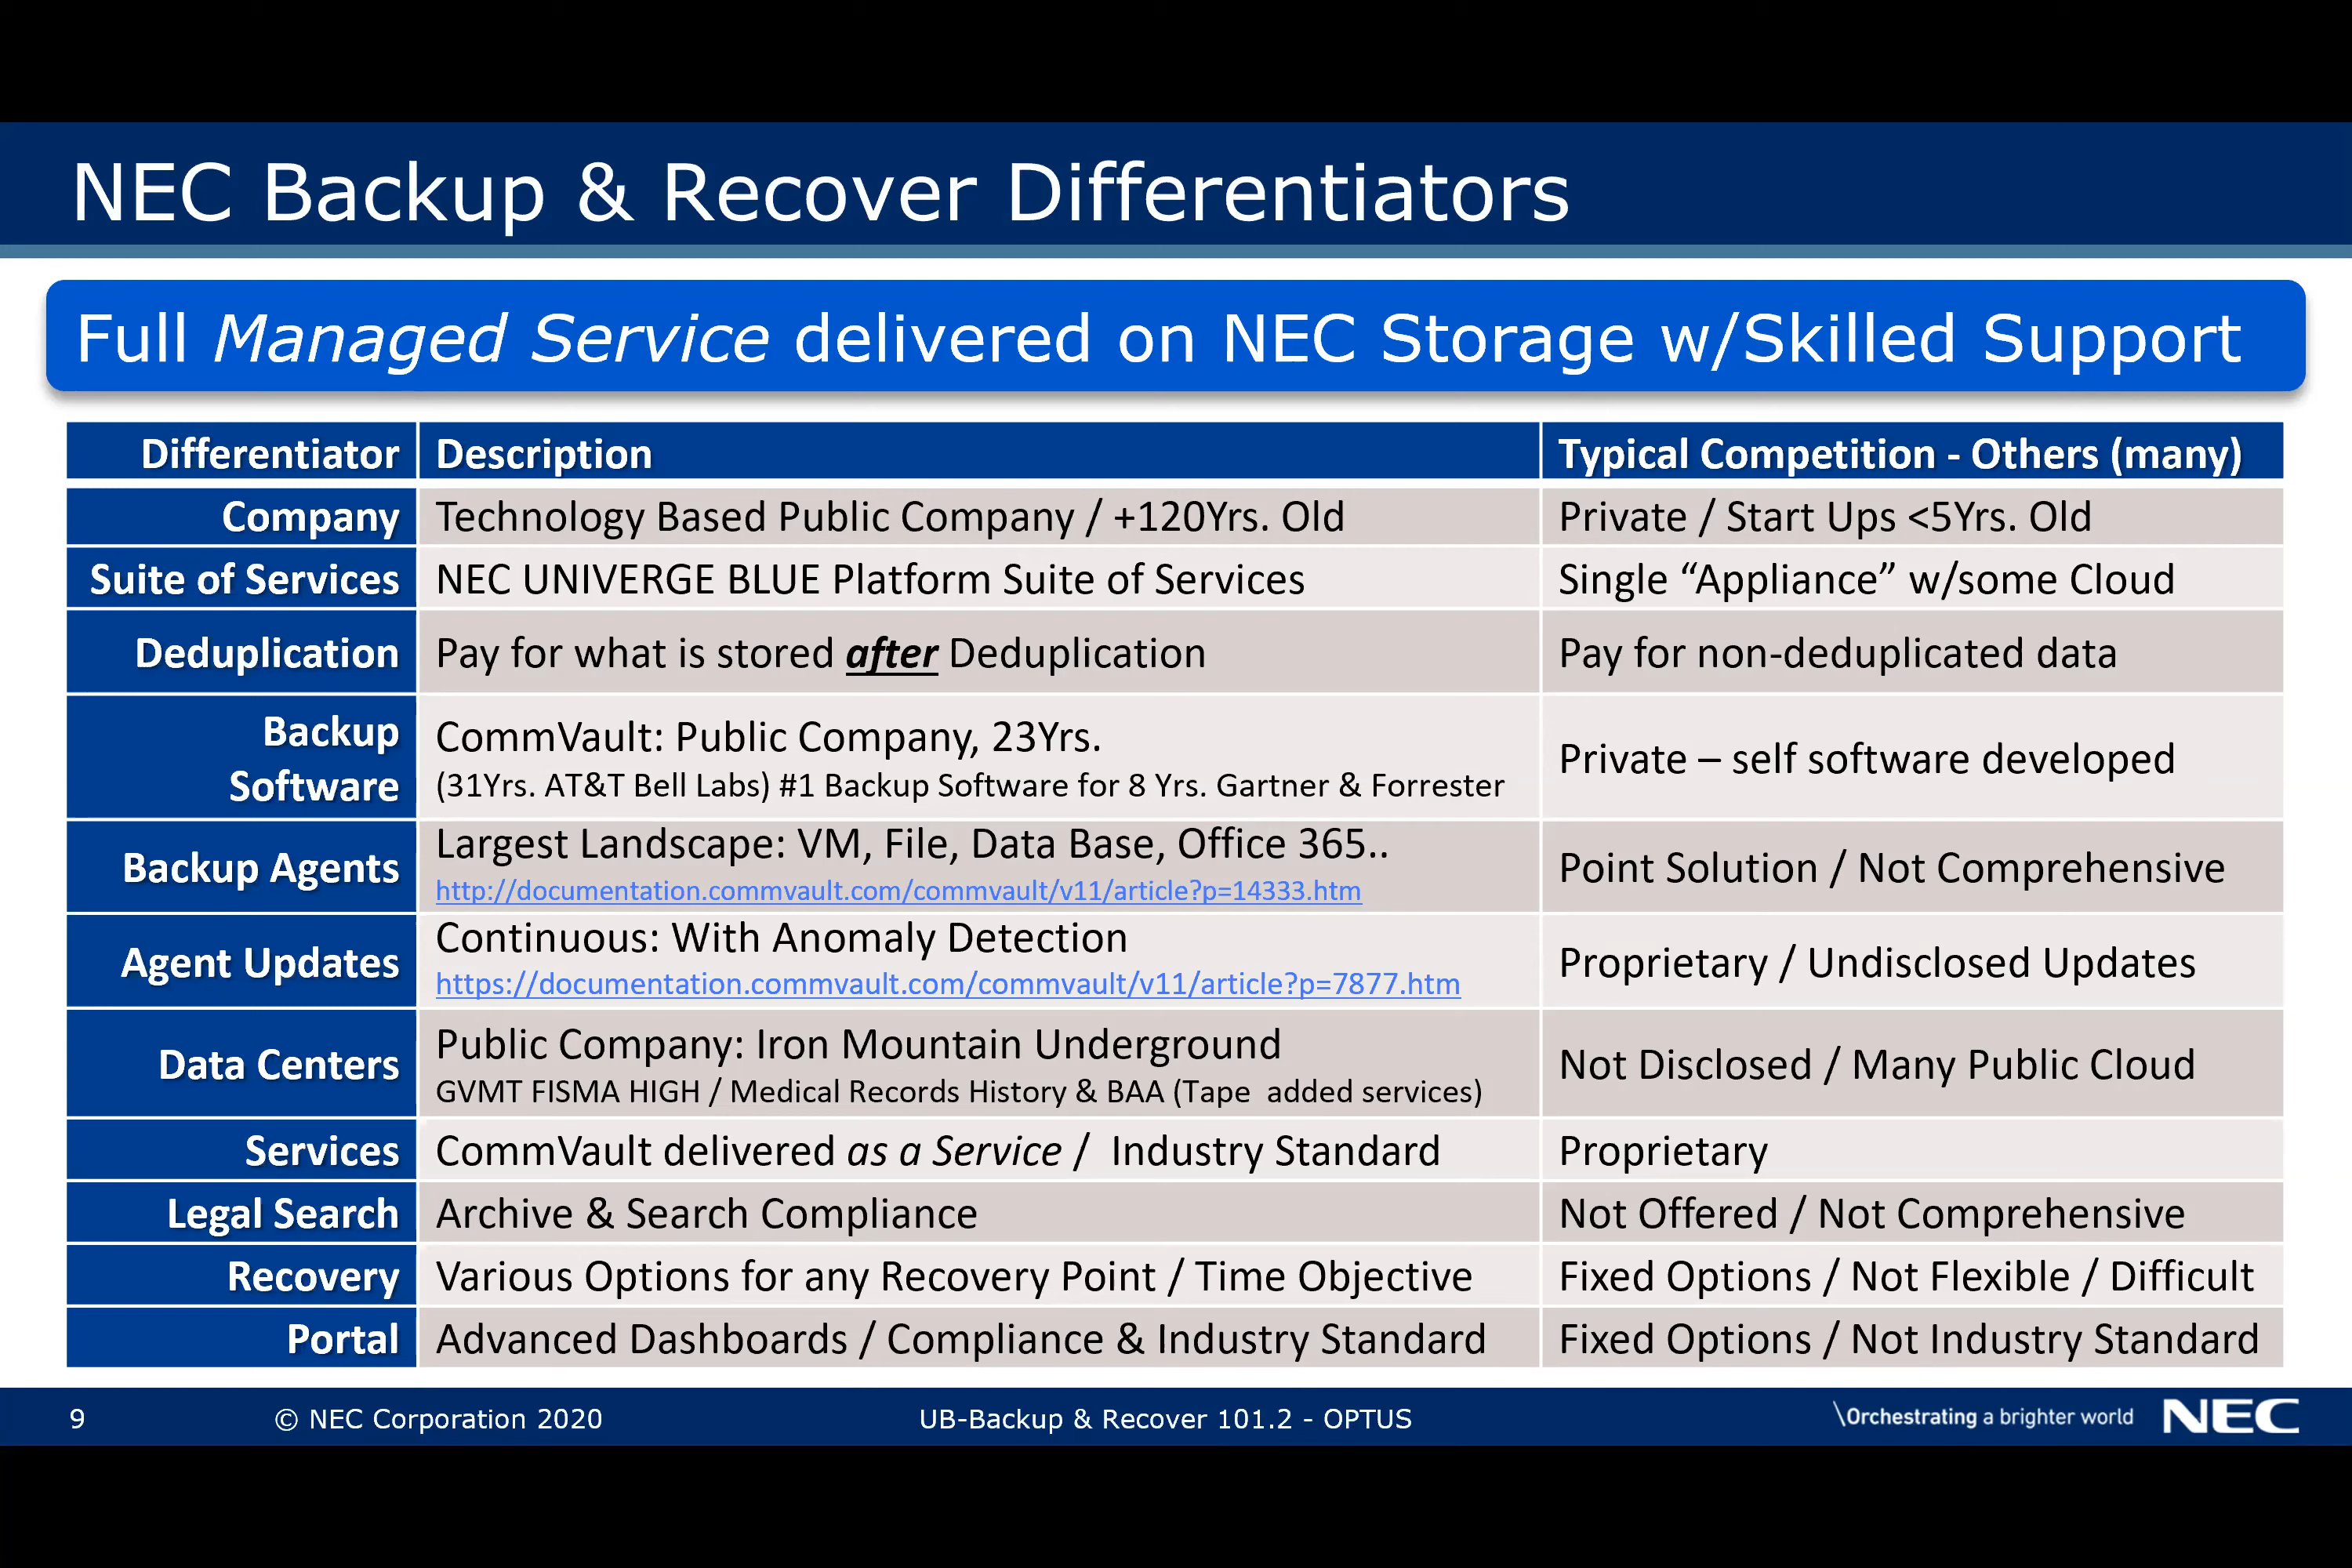 NEC Backup & Recover Differentiators
Full Managed Service delivered on NEC Storage w/Skilled Support
Differentiator Description Typical Competition - Others (many)
Company Technology Based Public Company / +120Yrs. Old Private / Start Ups <5Yrs. Old
Suite of Services NEC UNIVERGE BLUE Platform Suite of Services Single “Appliance” w/some Cloud
Deduplication Pay for what is stored after Deduplication Pay for non-deduplicated data
Backup
Software
CommVault: Public Company, 23Yrs.
(31Yrs. AT&T Bell Labs) #1 Backup Software for 8 Yrs. Gartner & Forrester
Private – self software developed
Backup Agents
Largest Landscape: VM, File, Data Base, Office 365..
http://documentation.commvault.com/commvault/v11/article?p=14333.htm
Point Solution / Not Comprehensive
Agent Updates
Continuous: With Anomaly Detection
https://documentation.commvault.com/commvault/v11/article?p=7877.htm
Proprietary / Undisclosed Updates
Data Centers
Public Company: Iron Mountain Underground
GVMT FISMA HIGH / Medical Records History & BAA (Tape added services)
Not Disclosed / Many Public Cloud
Services CommVault delivered as a Service / Industry Standard Proprietary
Legal Search Archive & Search Compliance Not Offered / Not Comprehensive
Recovery Various Options for any Recovery Point / Time Objective Fixed Options / Not Flexible / Difficult
Portal Advanced Dashboards / Compliance & Industry Standard Fixed Options / Not Industry Standard
9 © NEC Corporation 2020 UB-Backup & Recover 101.2 - OPTUS \Orchestrating a brighter world NEC